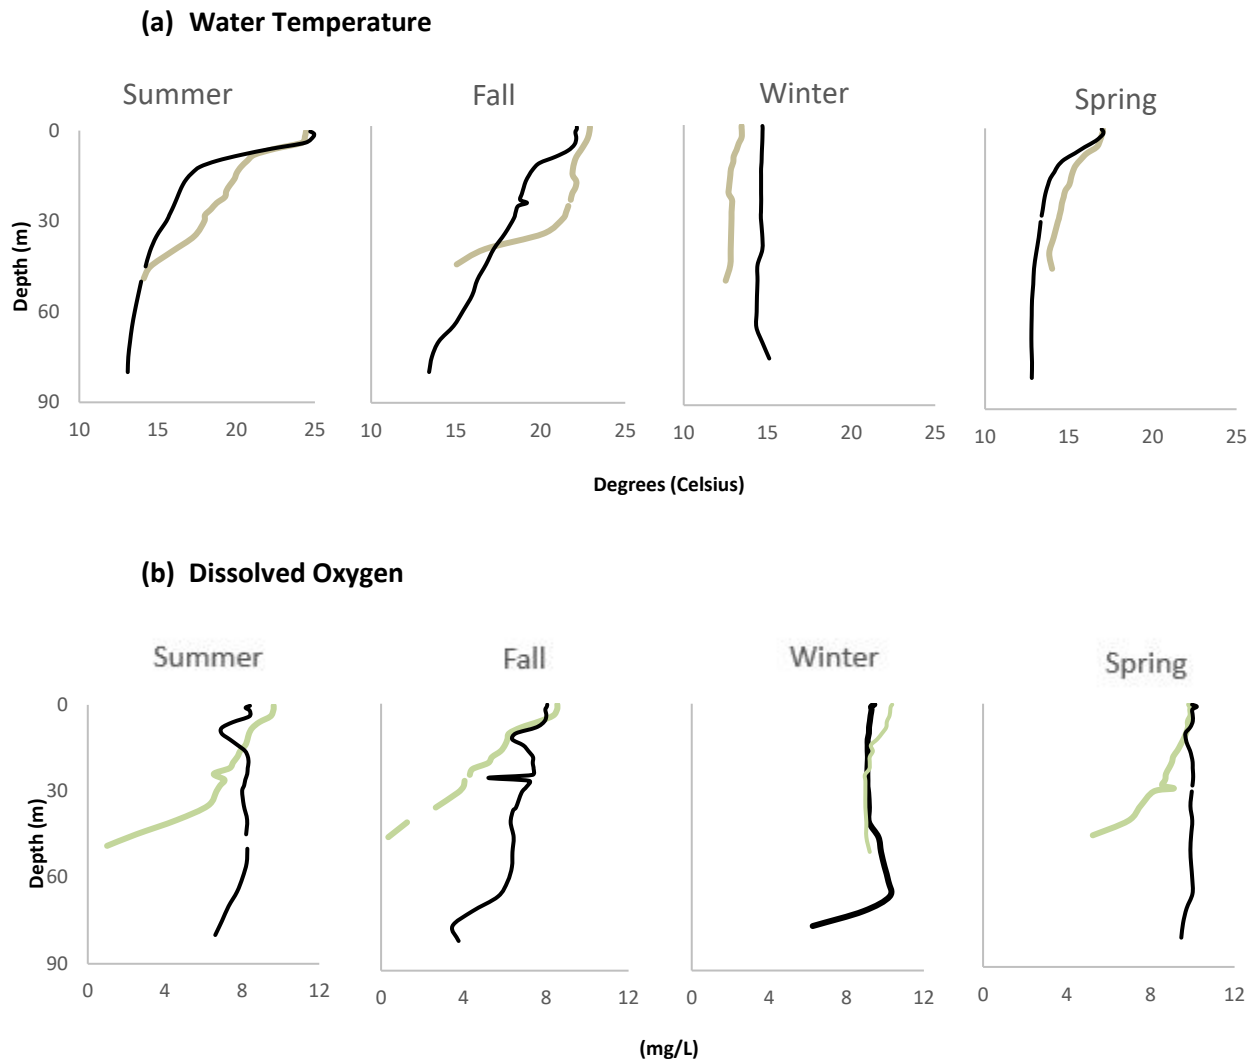 (a) Water Temperature
Summer
Fall
Winter
Spring
Depth (m)
0
30
60
90
10 15 20 25
10 15 20 25
10 15 20 25
10 15 20 25
Degrees (Celsius)
(b) Dissolved Oxygen
Summer
Fall
Winter
Spring
Depth (m)
0
30
60
90
0 4 8 12
0 4 8 12
0 4 8 12
0 4 8 12
(mg/L)